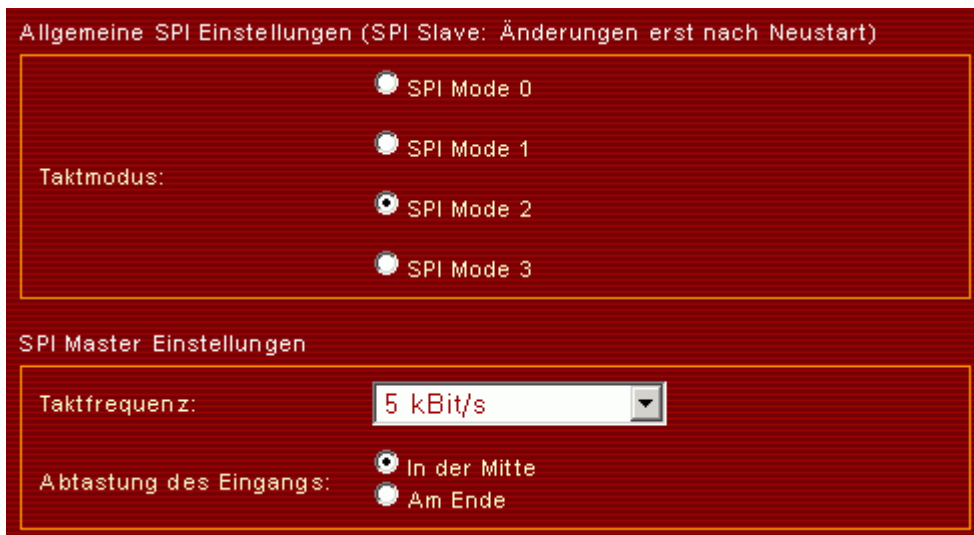 Allgemeine SPI Einstellungen (SPI Slave: Änderungen erst nach Neustart)
Taktmodus:
SPI Mode 0
SPI Mode 1
SPI Mode 2
SPI Mode 3
SPI Master Einstellungen
Taktfrequenz:
5 kBit/s
Abtastung des Eingangs:
In der Mitte
Am Ende